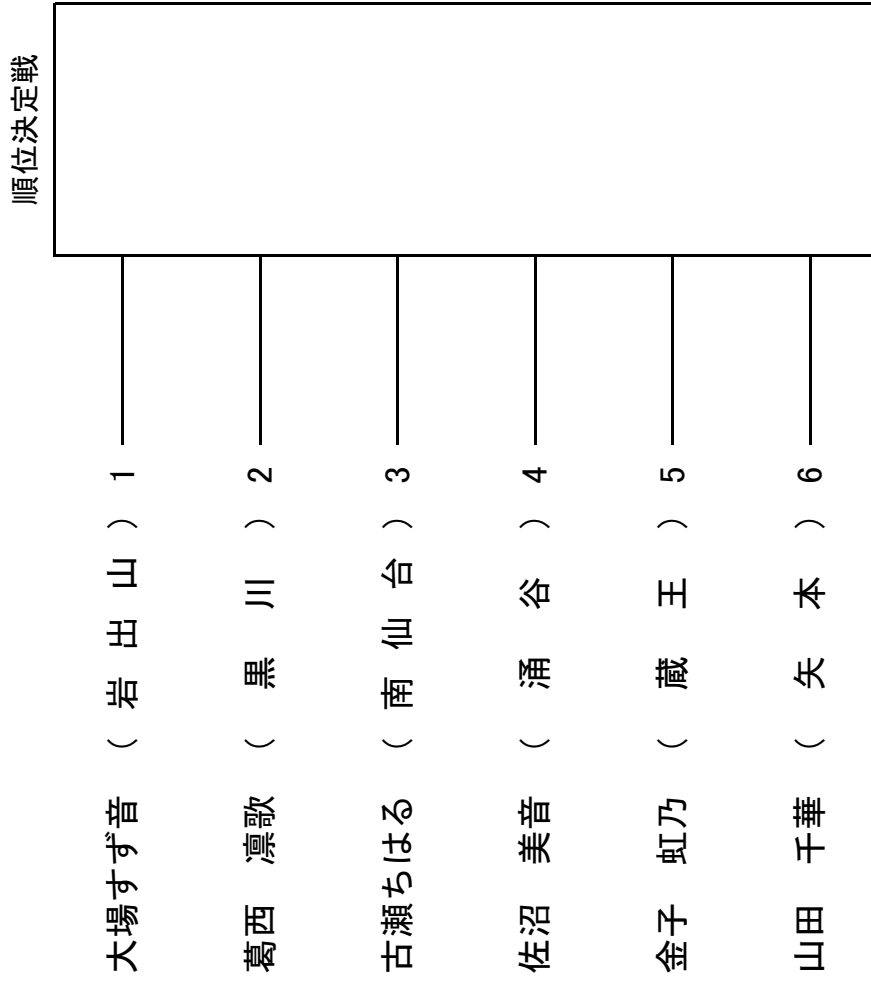 順位決定戦
大場すず音 ( 岩 出 山 ) 1
葛西 凛歌 ( 黒 川 ) 2
古瀬ちはる ( 南 仙 台 ) 3
佐沼 美音 ( 涌 谷 ) 4
金子 虹乃 ( 蔵 王 ) 5
山田 千華 ( 矢 本 ) 6